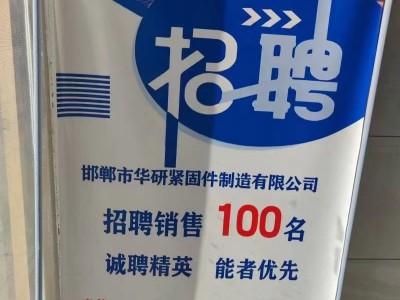 招聘
邯郸市华研紧固件制造有限公司
招聘销售 100名
诚聘精英 能者优先